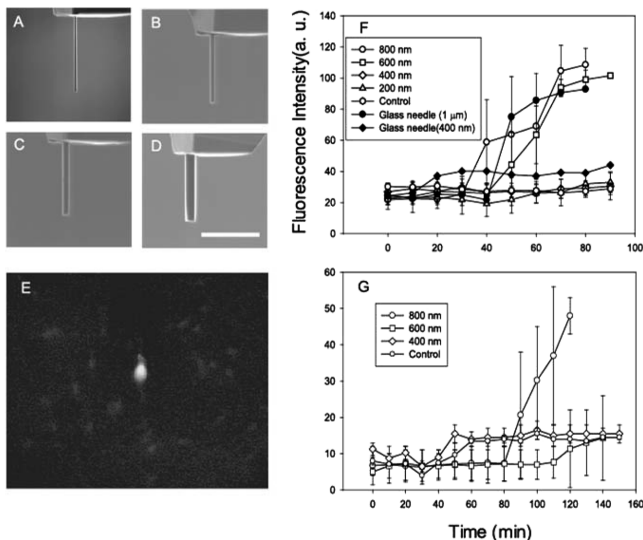 A
B
C
D
E
F
Fluorescence Intensity(a. u.)
140
120
100
80
60
40
20
0
800 nm
600 nm
400 nm
200 nm
Control
Glass needle (1 μm)
Glass needle(400 nm)
0 20 40 60 80 100
G
60
50
40
30
20
10
0
800 nm
600 nm
400 nm
Control
0 20 40 60 80 100 120 140 160
Time (min)